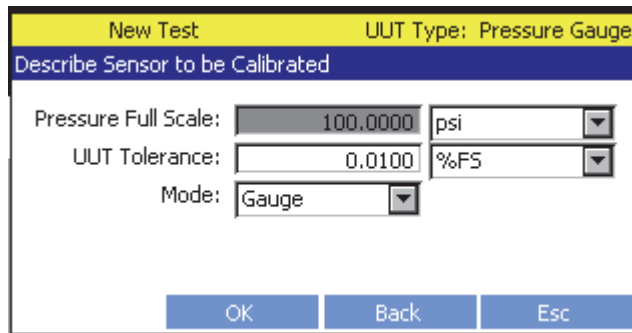 New Test UUT Type: Pressure Gauge
Describe Sensor to be Calibrated
Pressure Full Scale: 100.0000 psi
UUT Tolerance: 0.0100 %FS
Mode: Gauge
OK Back Esc